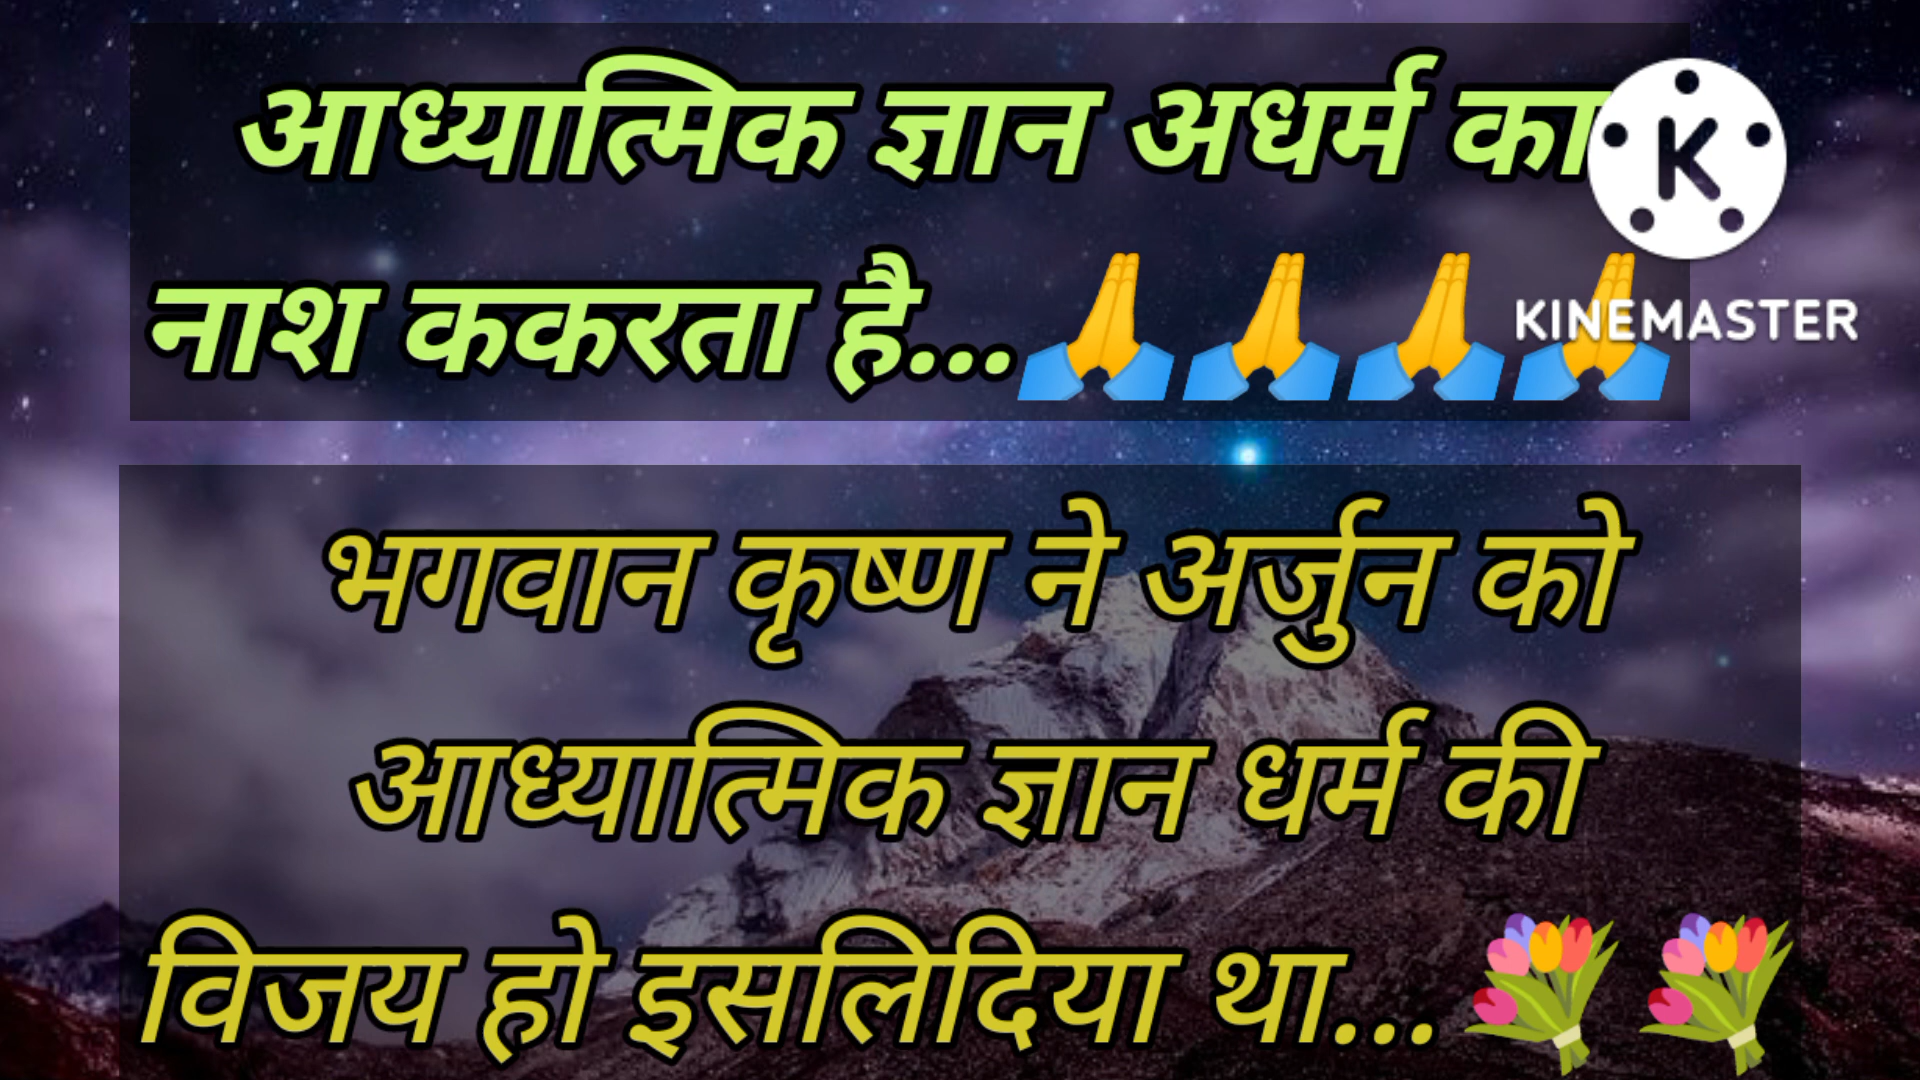 आध्यात्मिक ज्ञान अधर्म का
नाश ककरता है...🙏🙏🙏🙏
K
KINEMASTER
भगवान कृष्ण ने अर्जुन को
आध्यात्मिक ज्ञान धर्म की
विजय हो इसलिदिया था...💐💐